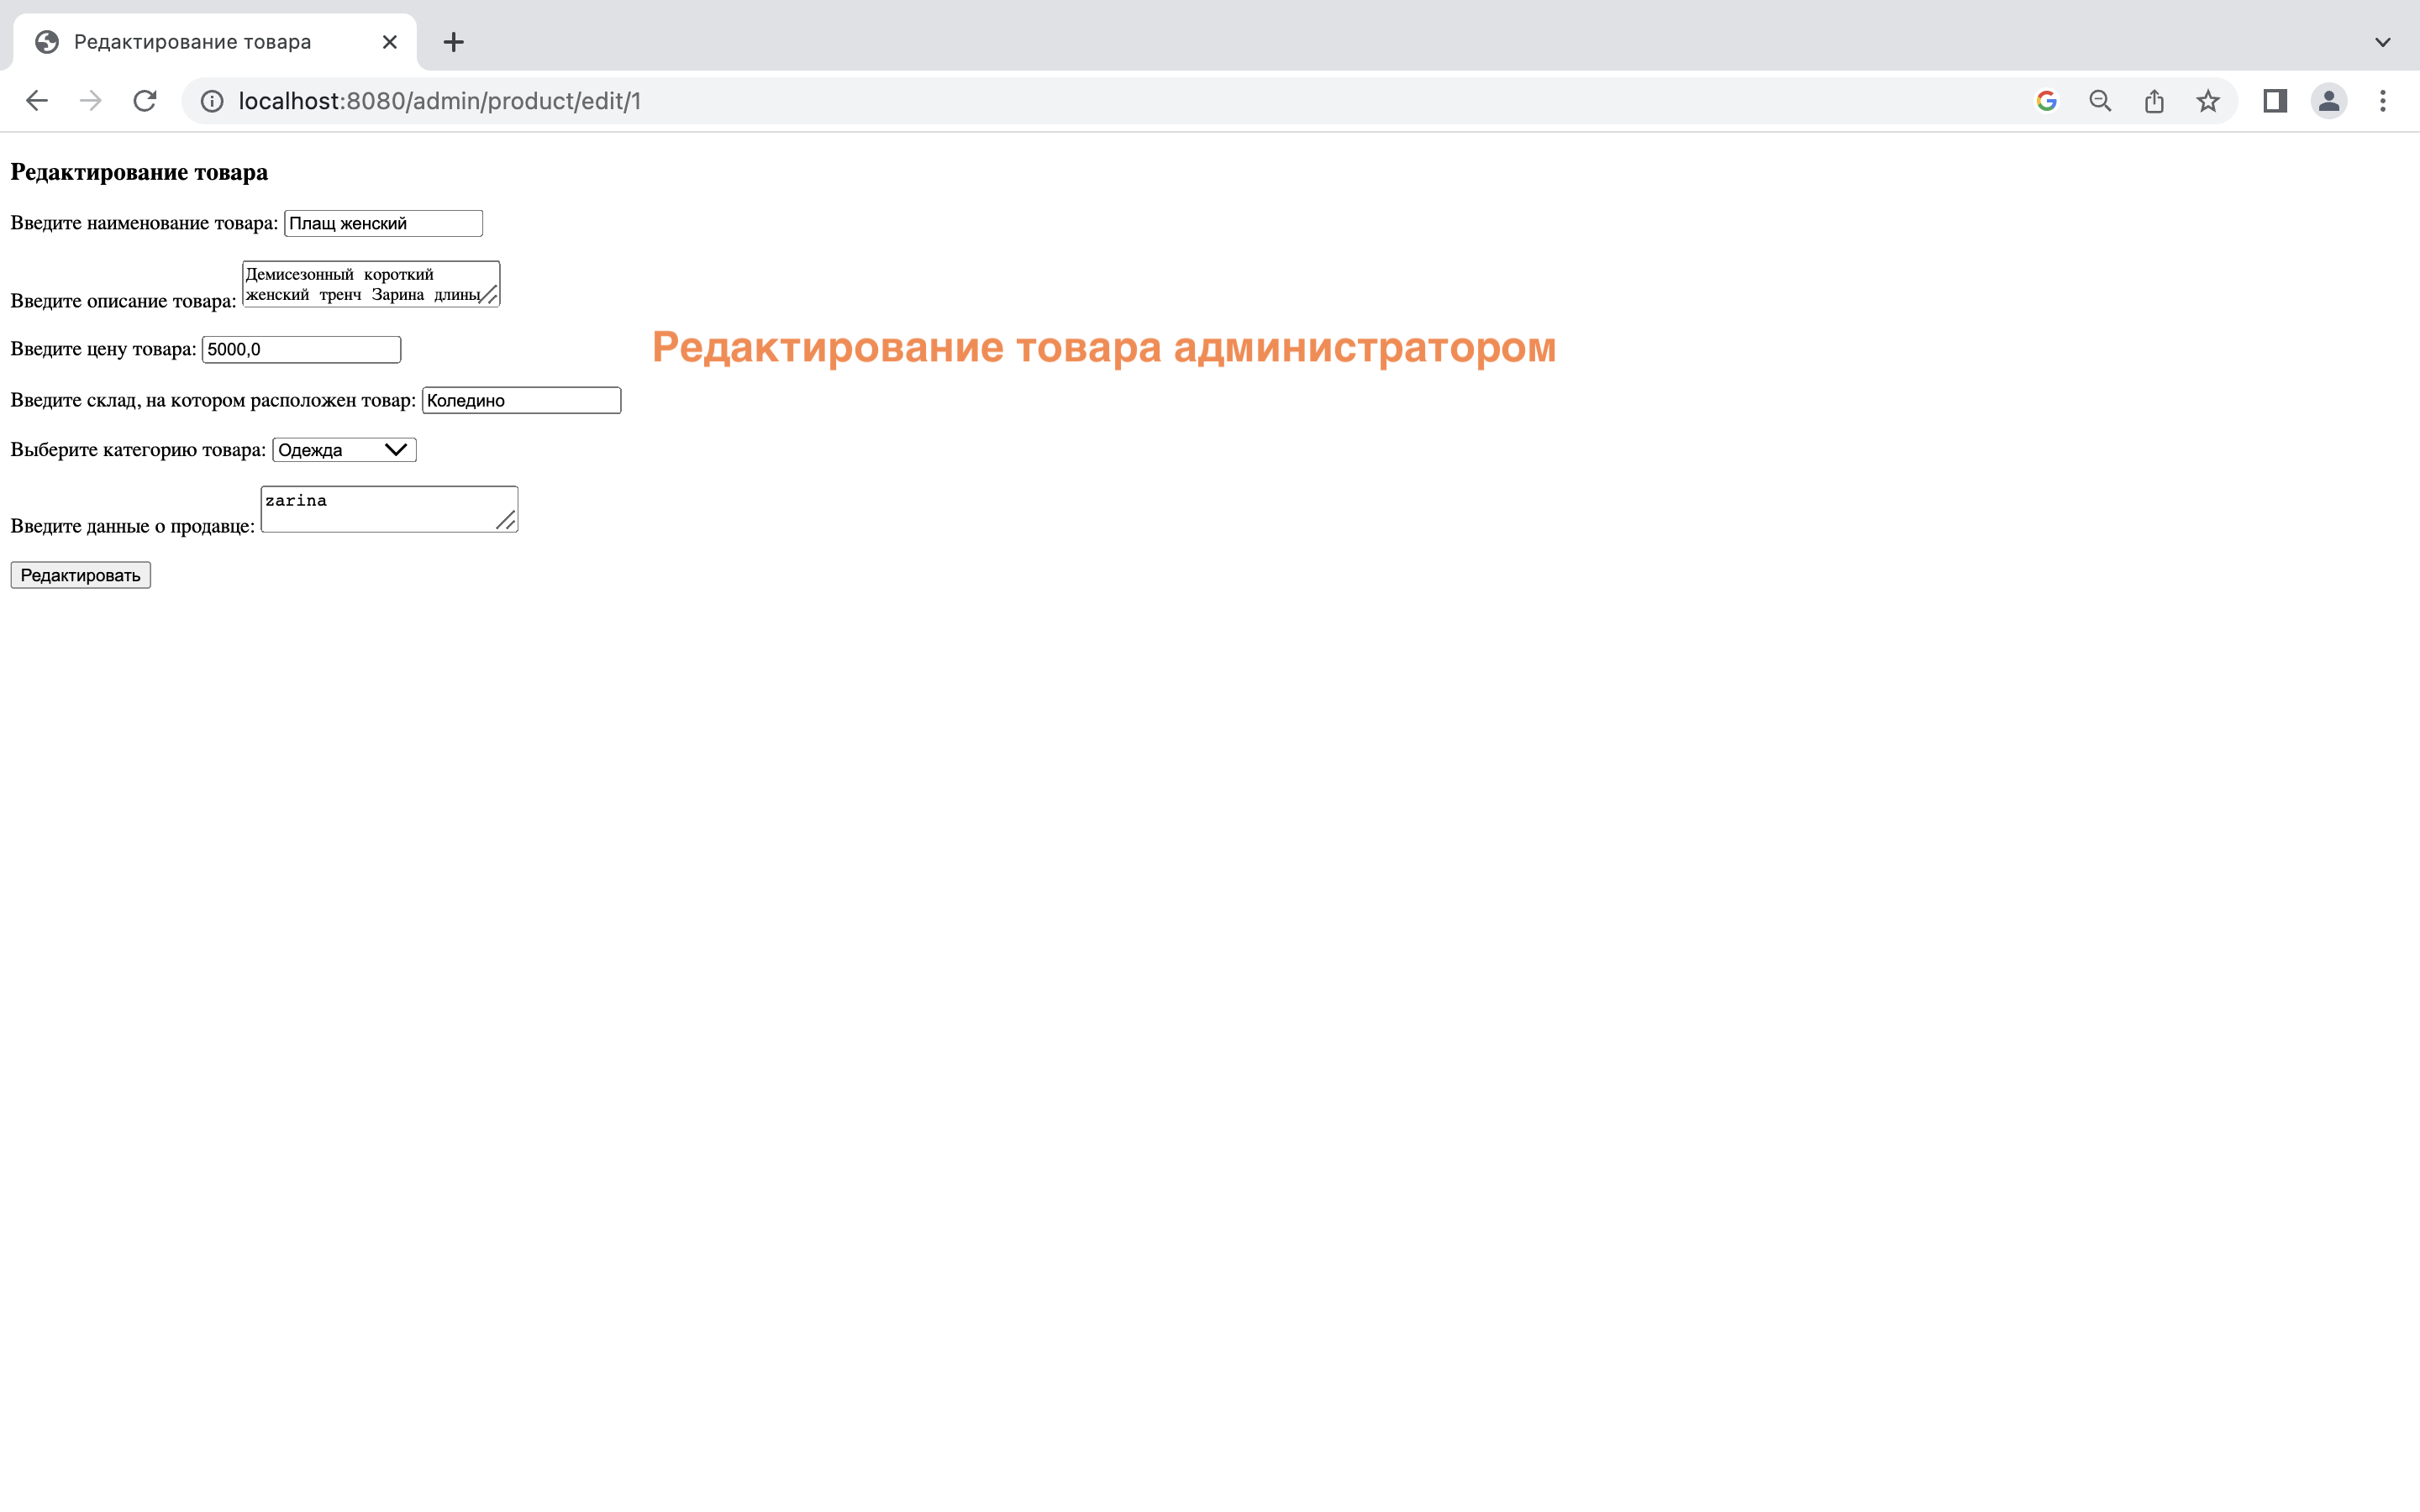 Редактирование товара
localhost:8080/admin/product/edit/1
Редактирование товара
Введите наименование товара: Плащ женский
Введите описание товара: Демисезонный короткий
женский тренч Зарина длины
Введите цену товара: 5000,0
Редактирование товара администратором
Введите склад, на котором расположен товар: Коледино
Выберите категорию товара: Одежда
Введите данные о продавце: zarina
Редактировать